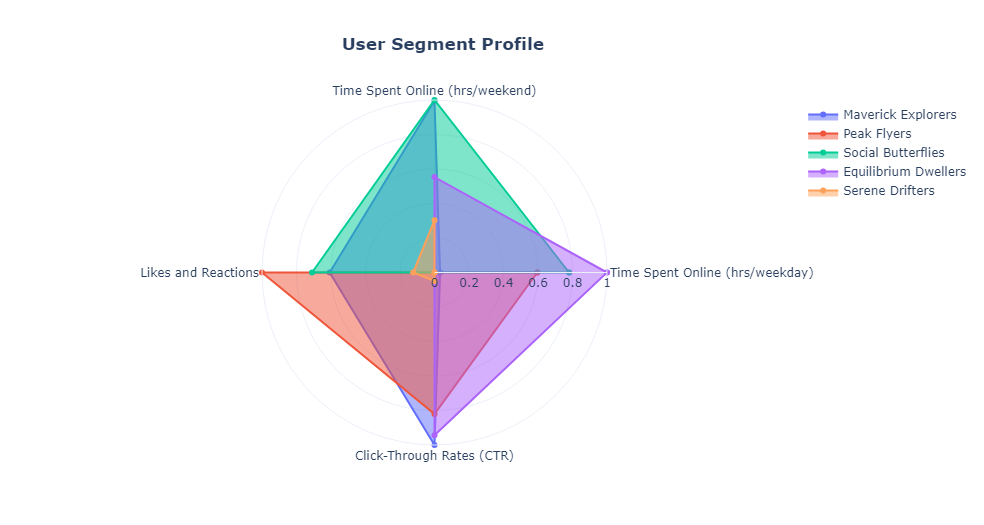 User Segment Profile
Time Spent Online (hrs/weekend)
Maverick Explorers
Peak Flyers
Social Butterflies
Equilibrium Dwellers
Serene Drifters
Likes and Reactions
Time Spent Online (hrs/weekday)
0 0.2 0.4 0.6 0.8 1
Click-Through Rates (CTR)